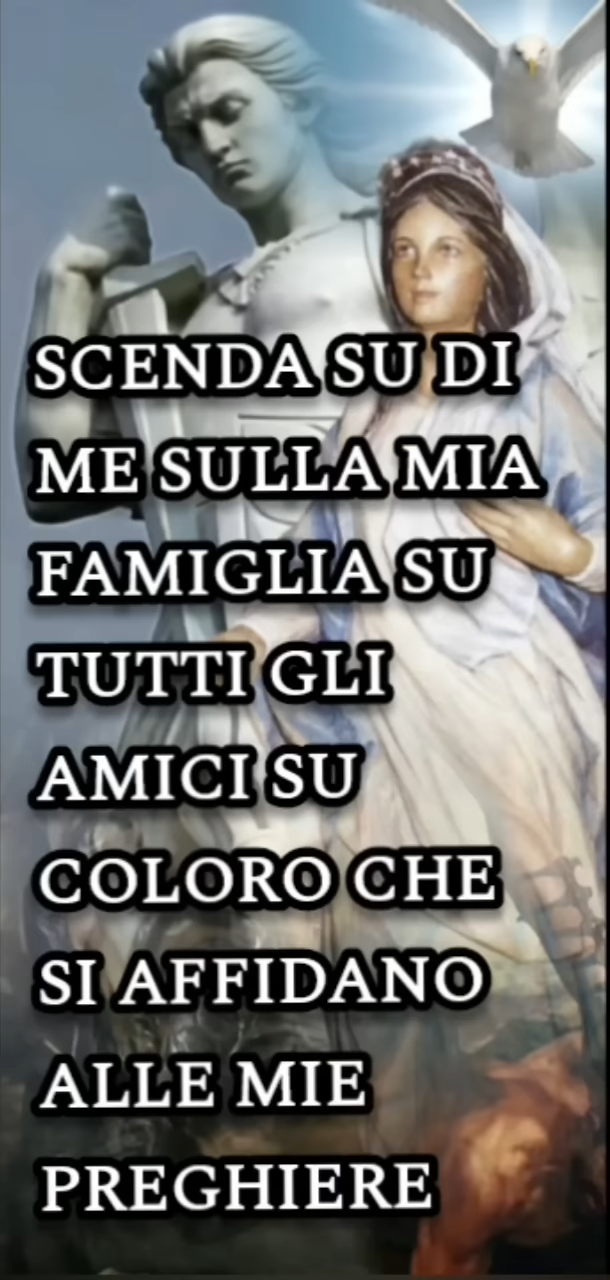 SCENDA SU DI
ME SULLA MIA
FAMIGLIA SU
TUTTI GLI
AMICI SU
COLORO CHE
SI AFFIDANO
ALLE MIE
PREGHIERE